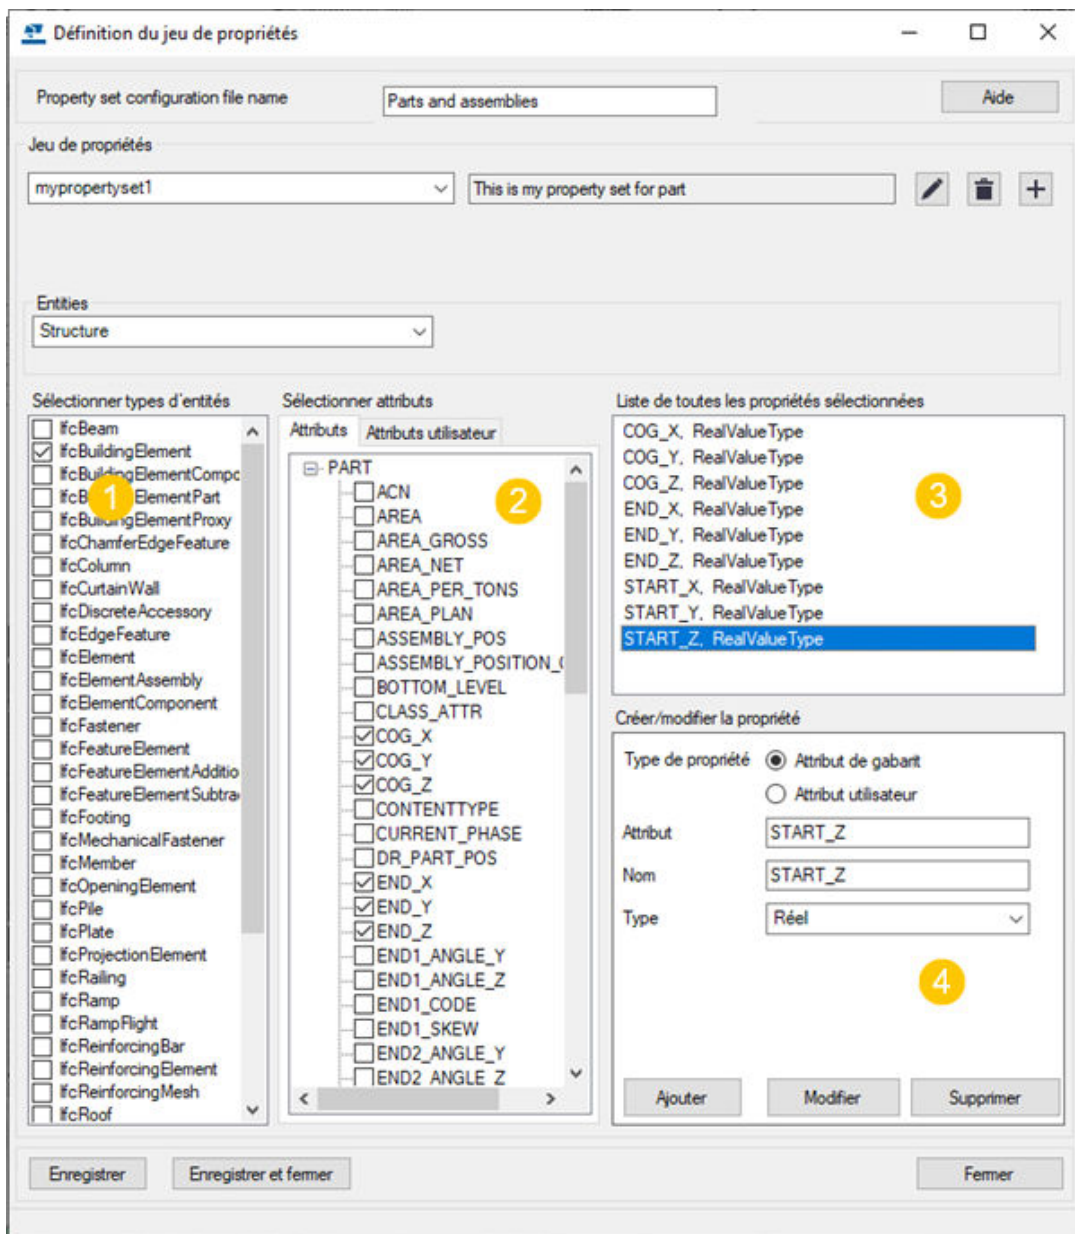 Définition du jeu de propriétés
Property set configuration file name
Parts and assemblies
Aide
Jeu de propriétés
mypropertyset1
This is my property set for part
Entities
Structure
Sélectionner types d'entités
IfcBeam
IfcBuildingElement
IfcBuildingElementCompc
IfcB ElementPart
IfcBuildingElementProxy
IfcChamferEdgeFeature
IfcColumn
IfcCurtainWall
IfcDiscreteAccessory
IfcEdgeFeature
IfcElement
IfcElementAssembly
IfcElementComponent
IfcFastener
IfcFeatureElement
IfcFeatureElementAdditio
IfcFeatureElementSubtra
IfcFooting
IfcMechanicalFastener
IfcMember
IfcOpeningElement
IfcPile
IfcPlate
IfcProjectionElement
IfcRailing
IfcRamp
IfcRampFlight
IfcReinforcingBar
IfcReinforcingElement
IfcReinforcingMesh
IfcRoof
1
Sélectionner attributs
Attributs Attributs utilisateur
PART
ACN
AREA
AREA_GROSS
AREA_NET
AREA_PER_TONS
AREA_PLAN
ASSEMBLY_POS
ASSEMBLY_POSITION_(
BOTTOM_LEVEL
CLASS_ATTR
COG_X
COG_Y
COG_Z
CONTENTTYPE
CURRENT_PHASE
DR_PART_POS
END_X
END_Y
END_Z
END1_ANGLE_Y
END1_ANGLE_Z
END1_CODE
END1_SKEW
END2_ANGLE_Y
END2_ANGLE_Z
2
Liste de toutes les propriétés sélectionnées
COG_X, RealValueType
COG_Y, RealValueType
COG_Z, RealValueType
END_X, RealValueType
END_Y, RealValueType
END_Z, RealValueType
START_X, RealValueType
START_Y, RealValueType
START_Z, RealValueType
3
Créer/modifier la propriété
Type de propriété Attribut de gabarit
Attribut utilisateur
Attribut START_Z
Nom START_Z
Type Réel
4
Ajouter Modifier Supprimer
Enregistrer Enregistrer et fermer Fermer